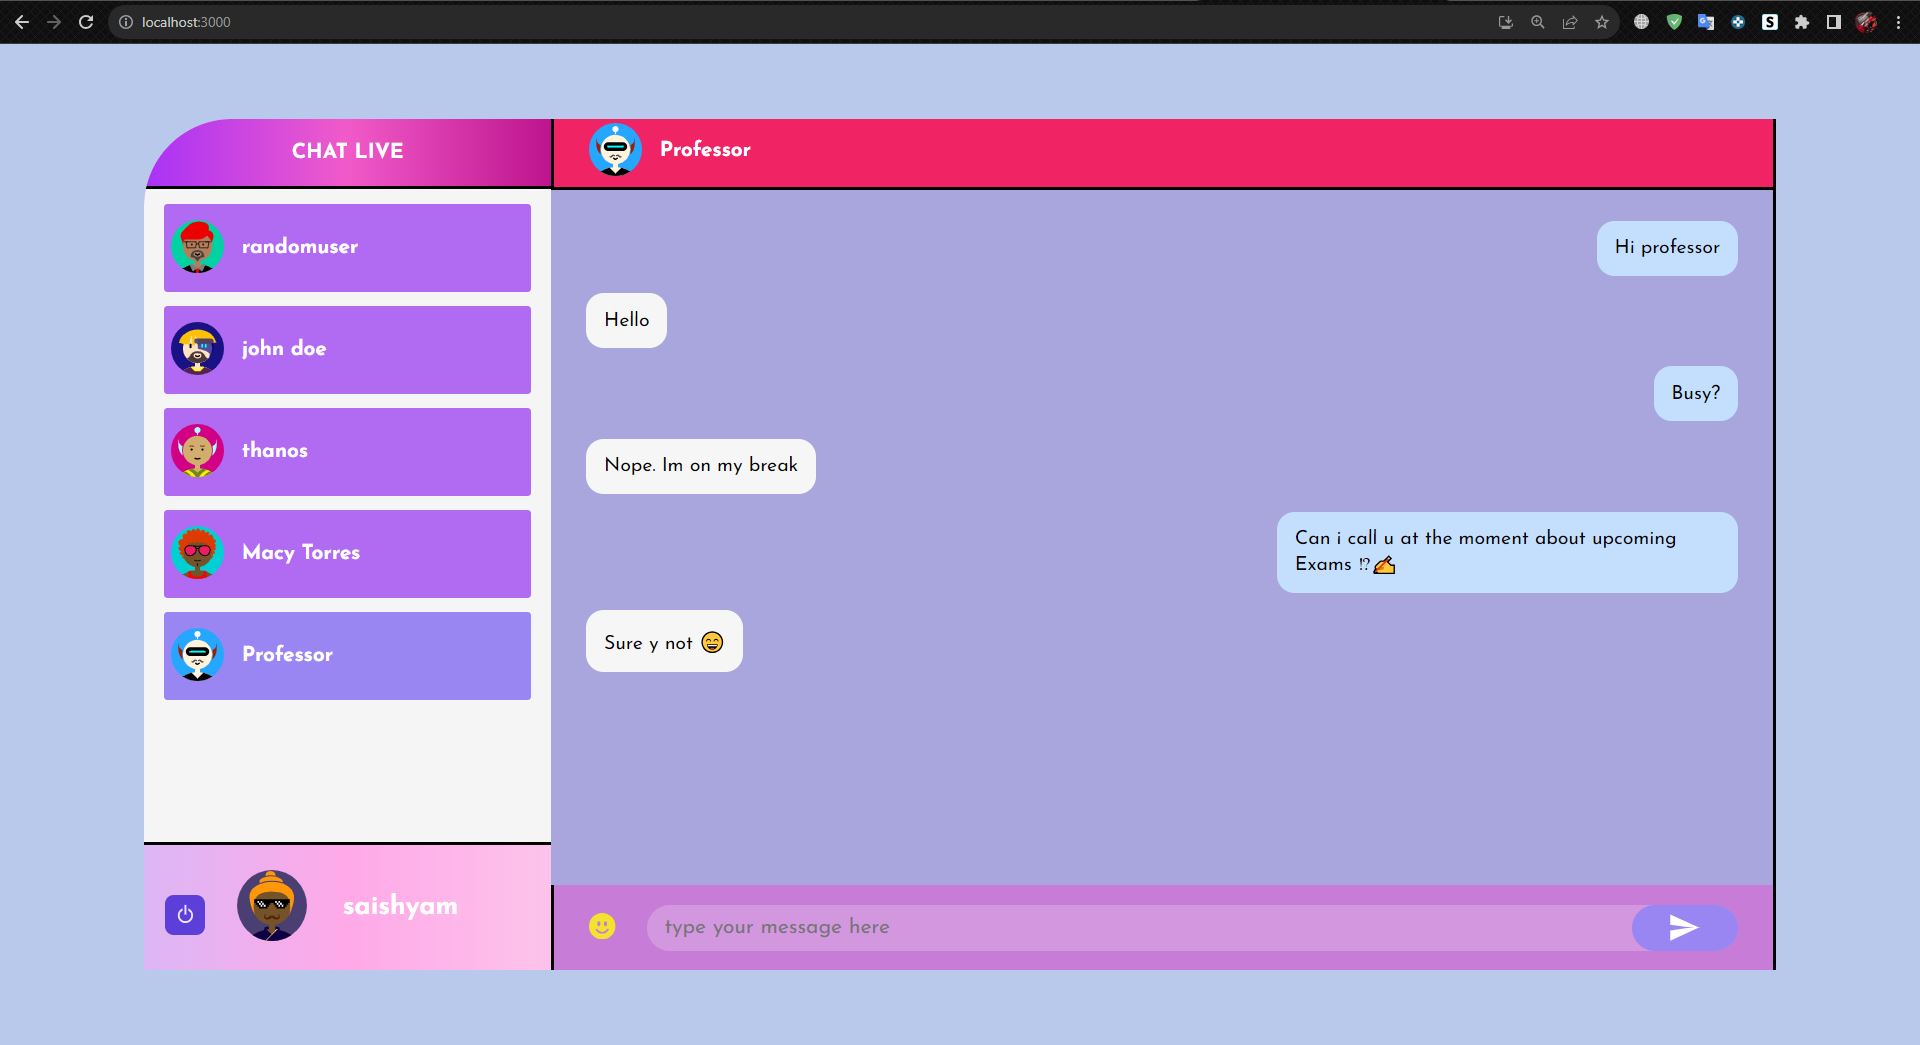 localhost:3000
CHAT LIVE
randomuser
john doe
thanos
Macy Torres
Professor
saishyam
Professor
Hi professor
Hello
Busy?
Nope. Im on my break
Can i call u at the moment about upcoming
Exams ⁉✍
Sure y not 😄
type your message here